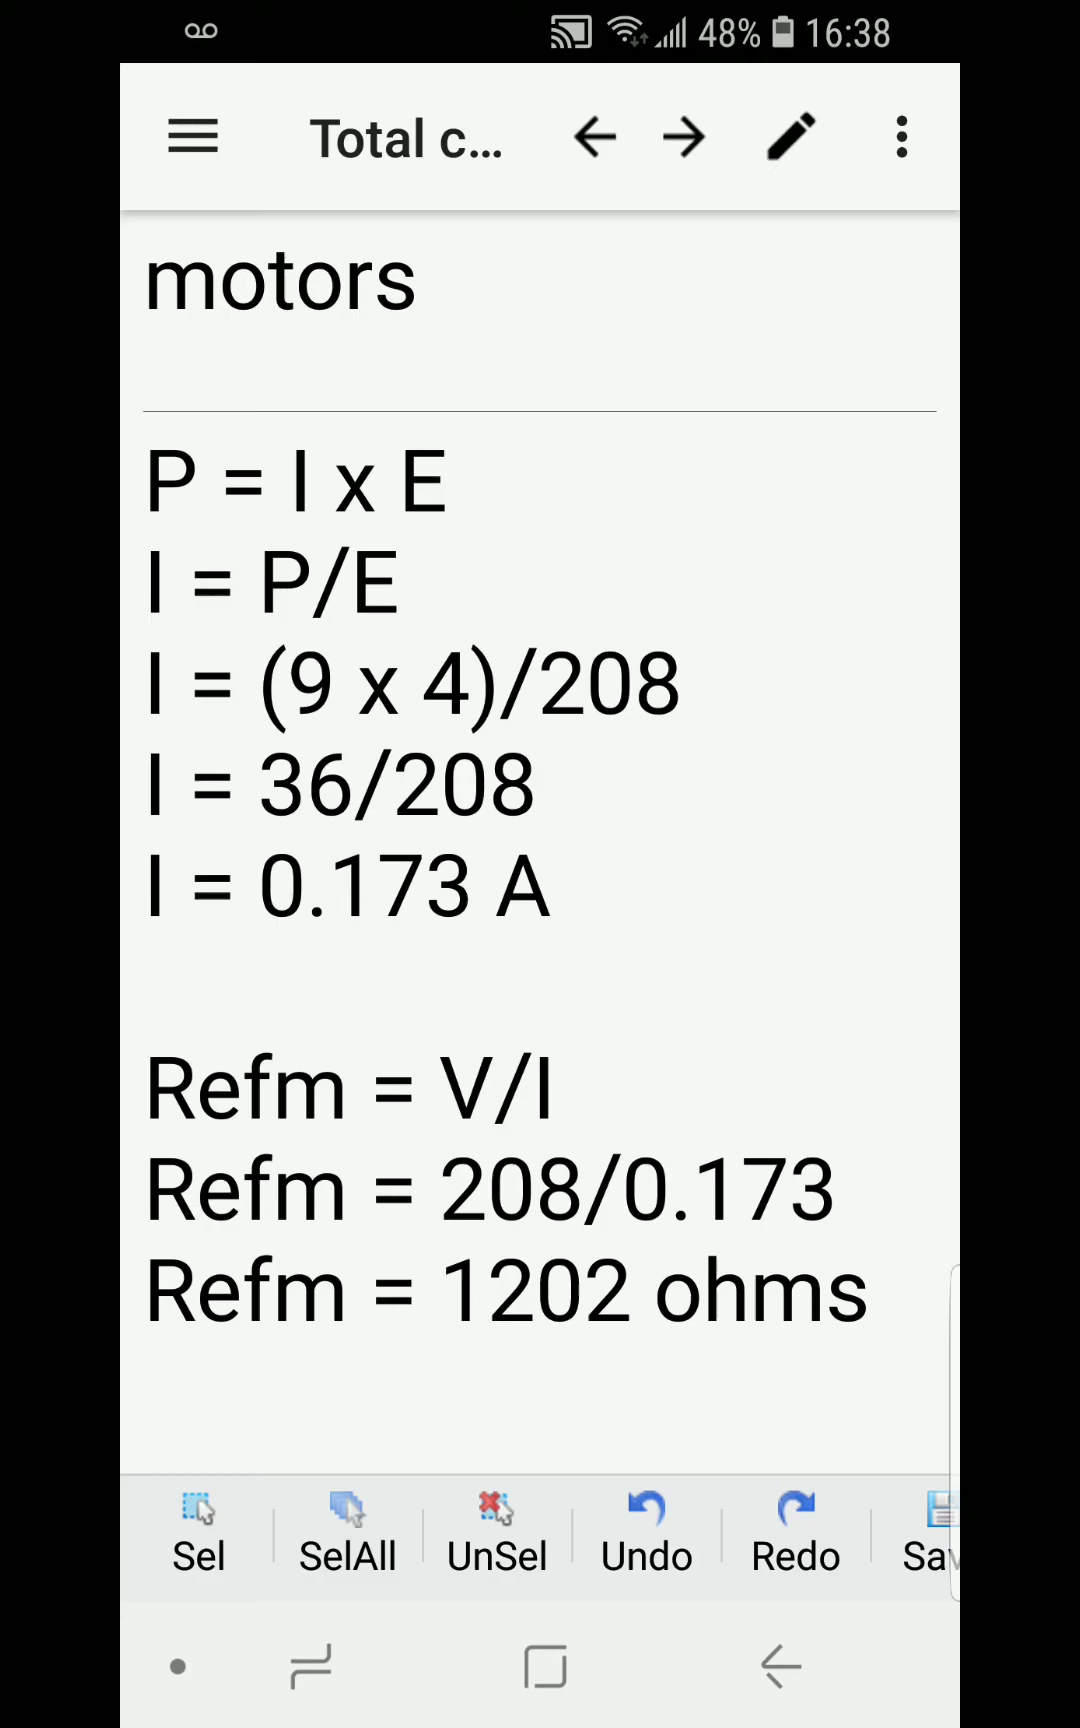 48% 16:38
Total c...
motors
P = I x E
I = P/E
I = (9 x 4)/208
I = 36/208
I = 0.173 A
Refm = V/I
Refm = 208/0.173
Refm = 1202 ohms
Sel SelAll UnSel Undo Redo Sav